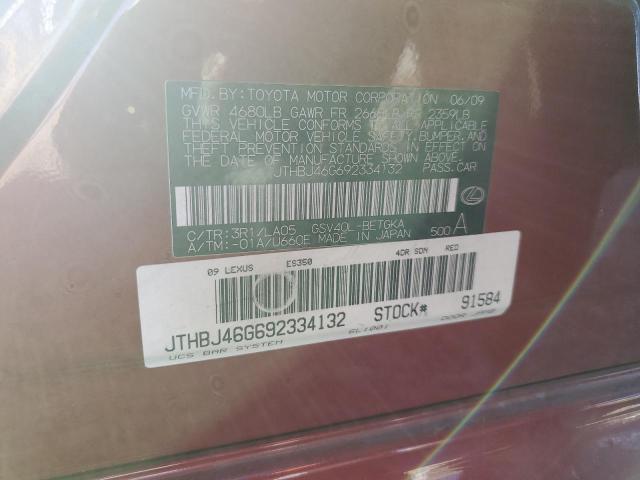 MFD. BY: TOYOTA MOTOR CORPORATION 06/09
GVWR 4680LB GAWR FR RR 2359LB
THIS VEHICLE CONFORMS TO ALL APPLICABLE
FEDERAL MOTOR VEHICLE SAFETY, BUMPER, AND
THEFT PREVENTION STANDARDS IN EFFECT ON
THE DATE OF MANUFACTURE SHOWN ABOVE.
JTHBJ46G692334132 PASS. CAR
C/TR: 3R1/LA05 GSV40L-BETGKA
A/TM: -01A/U660E MADE IN JAPAN 500 A
09 LEXUS ES350 4DR SDN RED
JTHBJ46G692334132 STOCK# 91584
UCS BAR SYSTEM 6L1001 DOOR JAMB